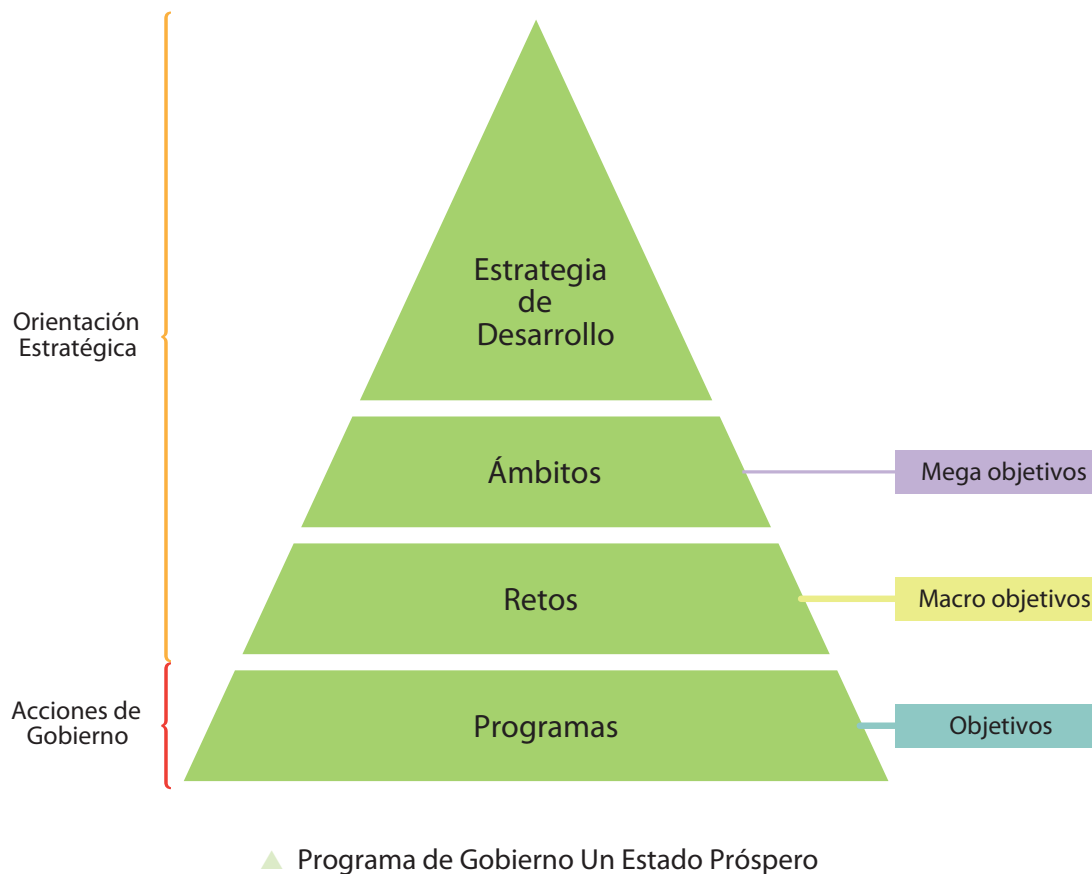 Estrategia
de
Desarrollo
Orientación
Estratégica
Ámbitos
Mega objetivos
Retos
Macro objetivos
Acciones de
Gobierno
Programas
Objetivos
Programa de Gobierno Un Estado Próspero